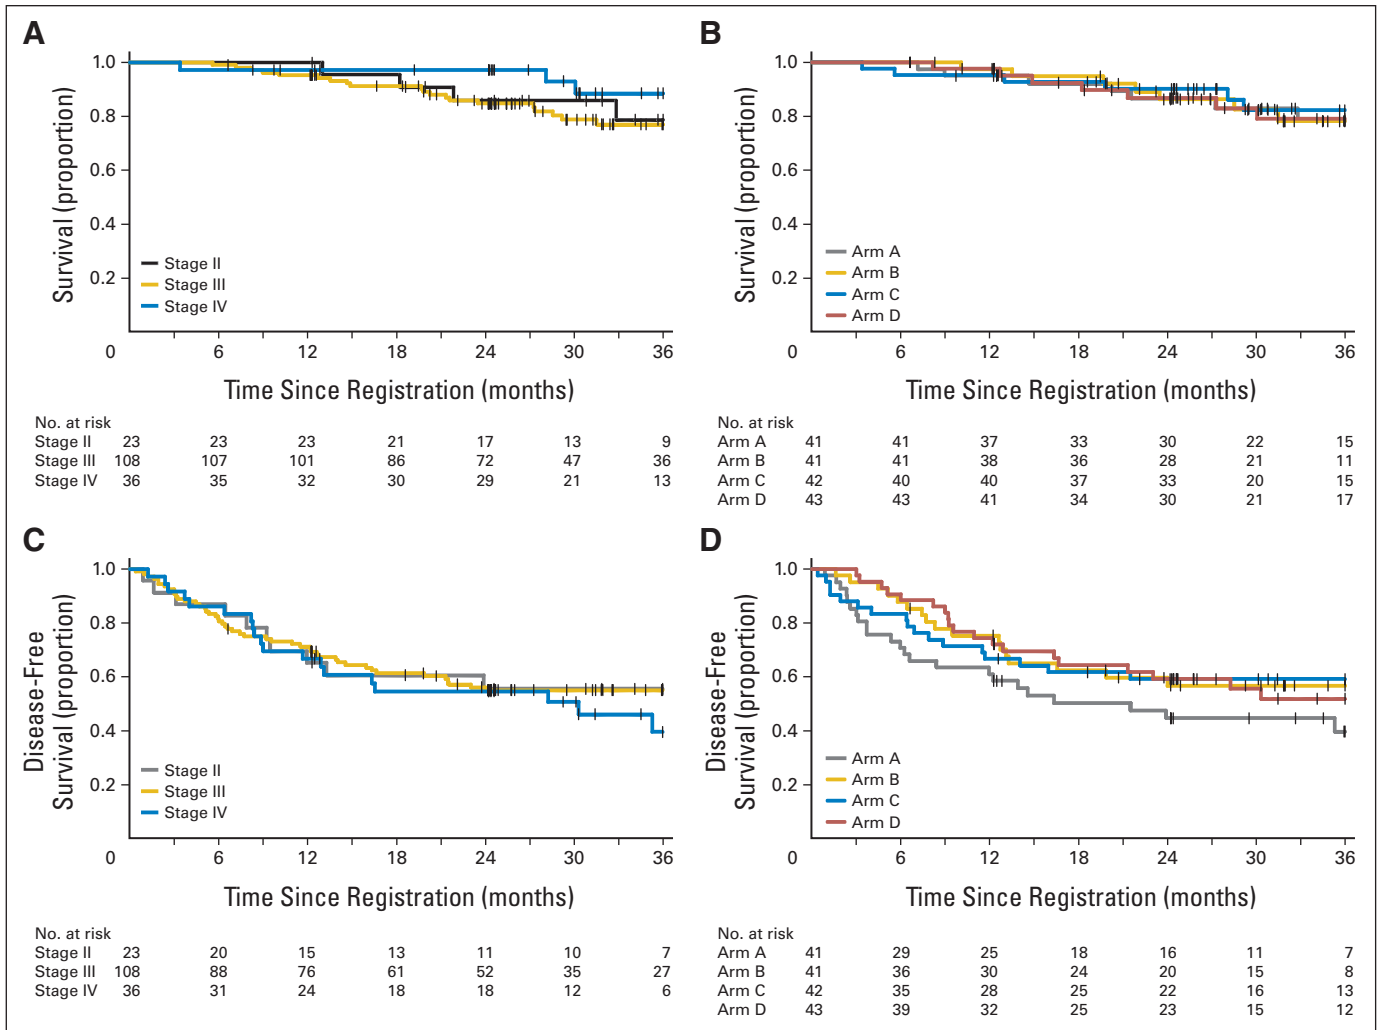 A
Survival (proportion)
1.0
0.8
0.6
0.4
0.2
Stage II
Stage III
Stage IV
0 6 12 18 24 30 36
Time Since Registration (months)
No. at risk
Stage II 23 23 23 21 17 13 9
Stage III 108 107 101 86 72 47 36
Stage IV 36 35 32 30 29 21 13
B
Survival (proportion)
1.0
0.8
0.6
0.4
0.2
Arm A
Arm B
Arm C
Arm D
0 6 12 18 24 30 36
Time Since Registration (months)
No. at risk
Arm A 41 41 37 33 30 22 15
Arm B 41 41 38 36 28 21 11
Arm C 42 40 40 37 33 20 15
Arm D 43 43 41 34 30 21 17
C
Disease-Free
Survival (proportion)
1.0
0.8
0.6
0.4
0.2
Stage II
Stage III
Stage IV
0 6 12 18 24 30 36
Time Since Registration (months)
No. at risk
Stage II 23 20 15 13 11 10 7
Stage III 108 88 76 61 52 35 27
Stage IV 36 31 24 18 18 12 6
D
Disease-Free
Survival (proportion)
1.0
0.8
0.6
0.4
0.2
Arm A
Arm B
Arm C
Arm D
0 6 12 18 24 30 36
Time Since Registration (months)
No. at risk
Arm A 41 29 25 18 16 11 7
Arm B 41 36 30 24 20 15 8
Arm C 42 35 28 25 22 16 13
Arm D 43 39 32 25 23 15 12